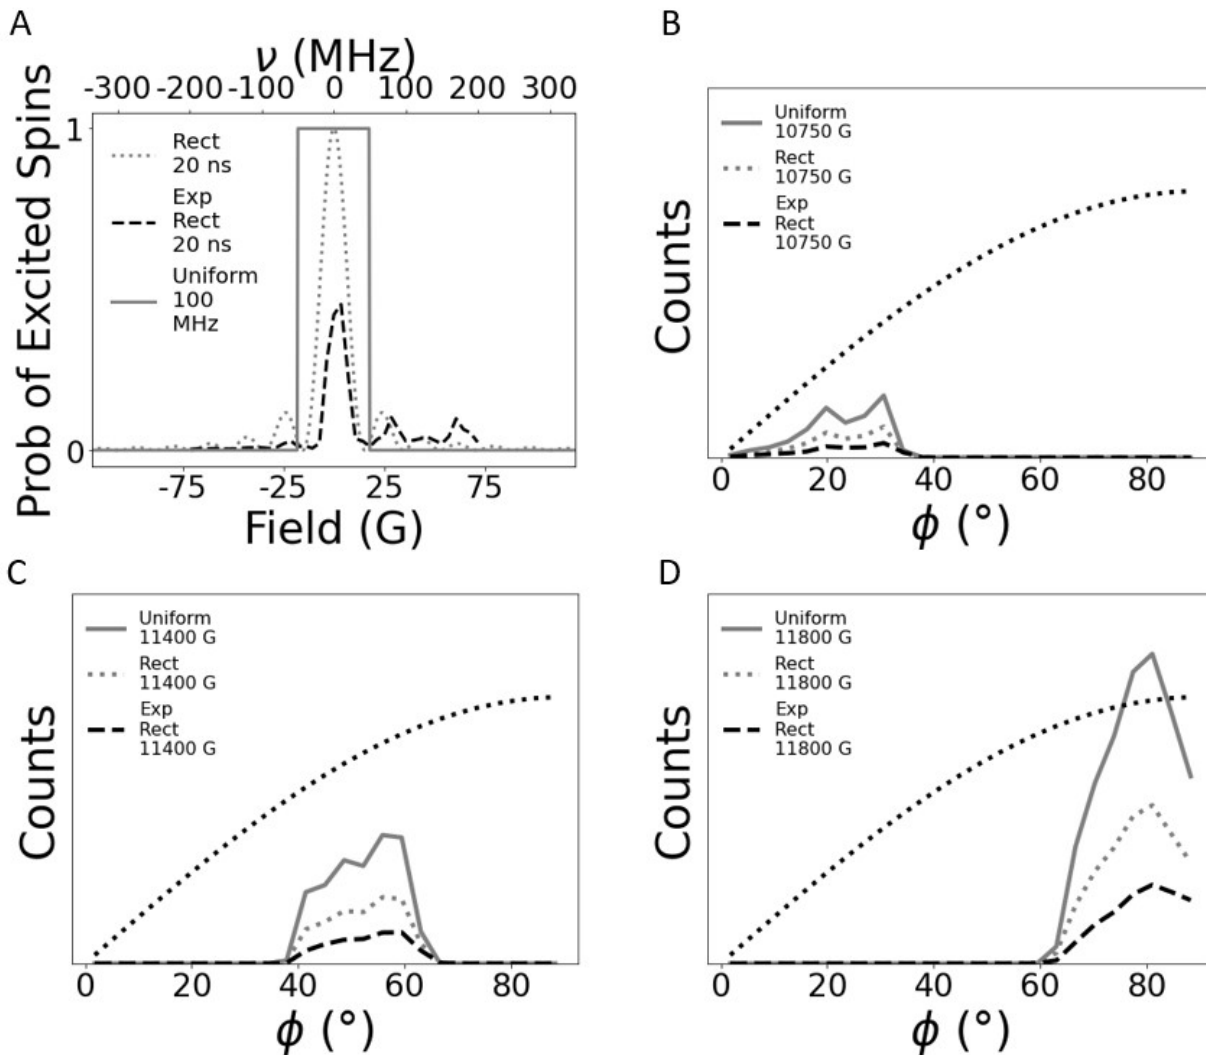 A
ν (MHz)
-300 -200 -100 0 100 200 300
Prob of Excited Spins
1
0
Rect
20 ns
Exp
Rect
20 ns
Uniform
100
MHz
-75 -25 25 75
Field (G)
B
Counts
Uniform
10750 G
Rect
10750 G
Exp
Rect
10750 G
0 20 40 60 80
ϕ (°)
C
Counts
Uniform
11400 G
Rect
11400 G
Exp
Rect
11400 G
0 20 40 60 80
ϕ (°)
D
Counts
Uniform
11800 G
Rect
11800 G
Exp
Rect
11800 G
0 20 40 60 80
ϕ (°)